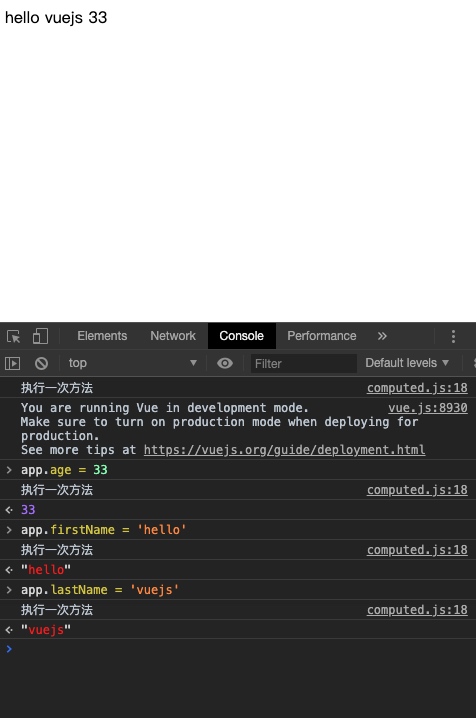 hello vuejs 33
Elements Network Console Performance »
top Filter Default levels
执行一次方法 computed.js:18
You are running Vue in development mode. vue.js:8930
Make sure to turn on production mode when deploying for
production.
See more tips at https://vuejs.org/guide/deployment.html
> app.age = 33
执行一次方法 computed.js:18
33
> app.firstName = 'hello'
执行一次方法 computed.js:18
"hello"
> app.lastName = 'vuejs'
执行一次方法 computed.js:18
"vuejs"
>